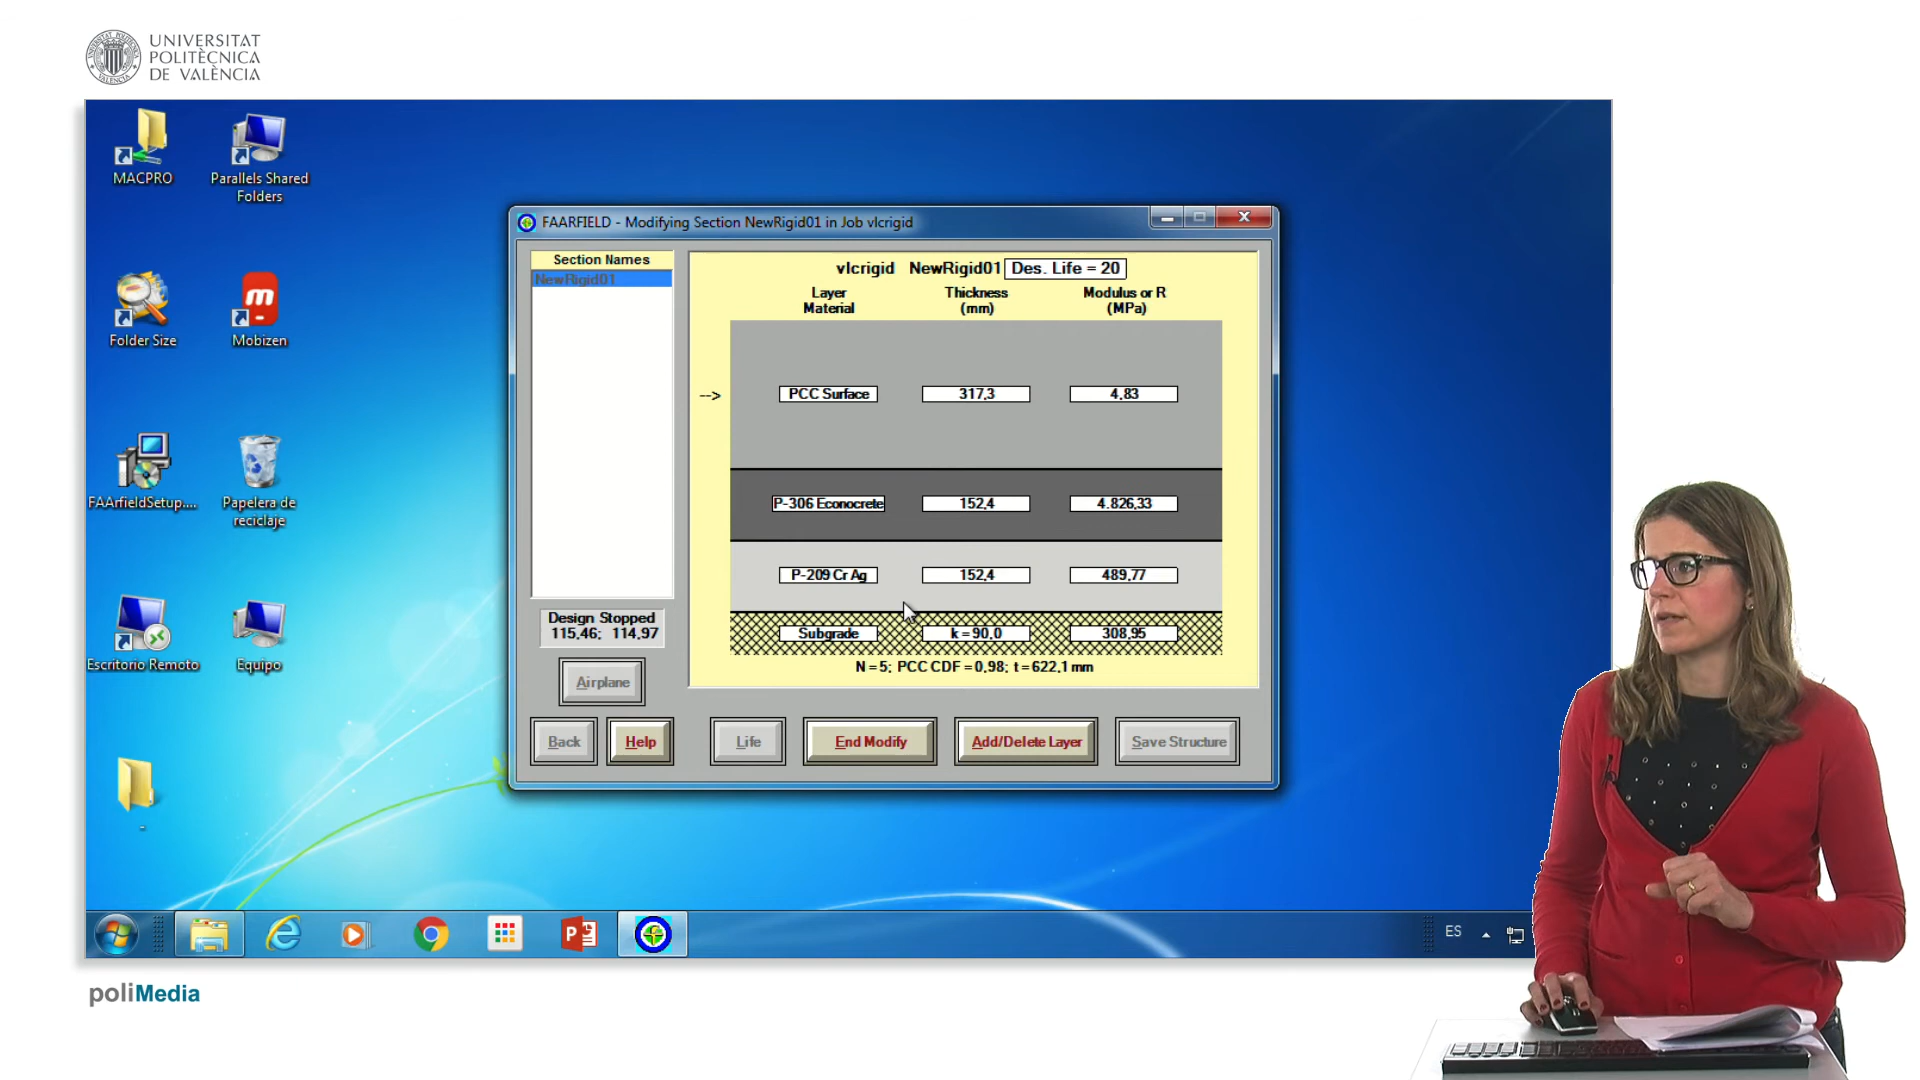 UNIVERSITAT
POLITÈCNICA
DE VALÈNCIA
MACPRO
Parallels Shared
Folders
Folder Size
Mobizen
FAArfieldSetup....
Papelera de
reciclaje
Escritorio Remoto
Equipo
-
FAARFIELD - Modifying Section NewRigid01 in Job vlcrigid
Section Names
NewRigid01
vlcrigid NewRigid01 Des. Life = 20
Layer
Material
Thickness
(mm)
Modulus or R
(MPa)
-->
PCC Surface 317,3 4,83
P-306 Econocrete 152,4 4.826,33
P-209 Cr Ag 152,4 489,77
Subgrade k = 90,0 308,95
N = 5; PCC CDF = 0,98; t = 622,1 mm
Design Stopped
115,46; 114,97
Airplane
Back
Help
Life
End Modify
Add/Delete Layer
Save Structure
ES
poliMedia